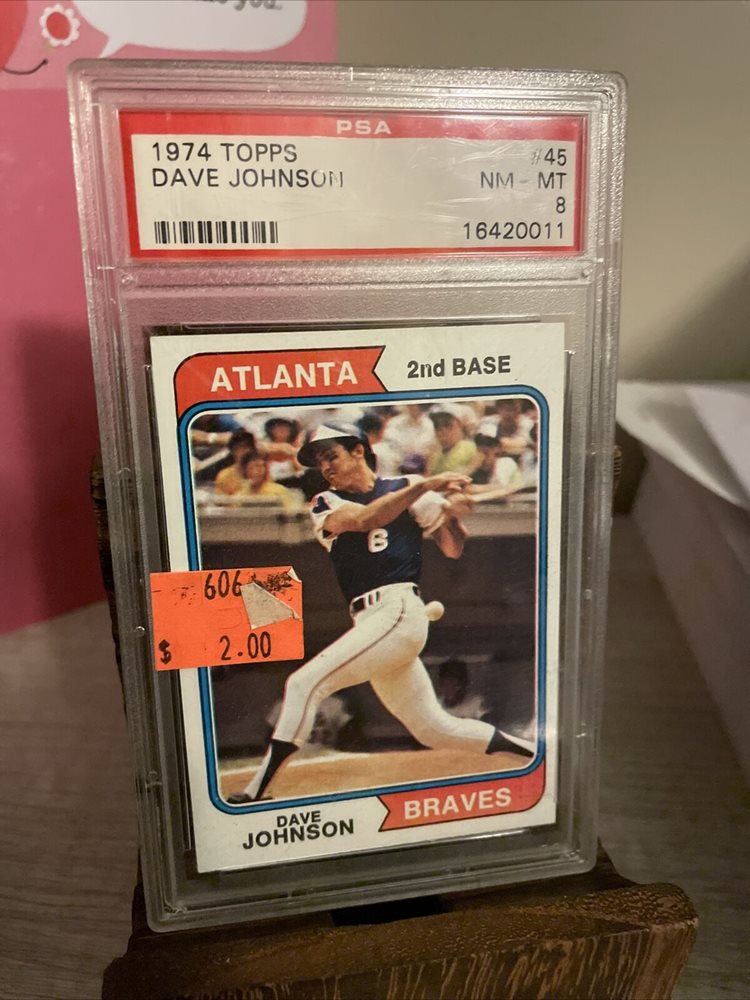 you.
PSA
1974 TOPPS #45
DAVE JOHNSON NM - MT
8
16420011
ATLANTA 2nd BASE
6
606
$ 2.00
DAVE
JOHNSON
BRAVES